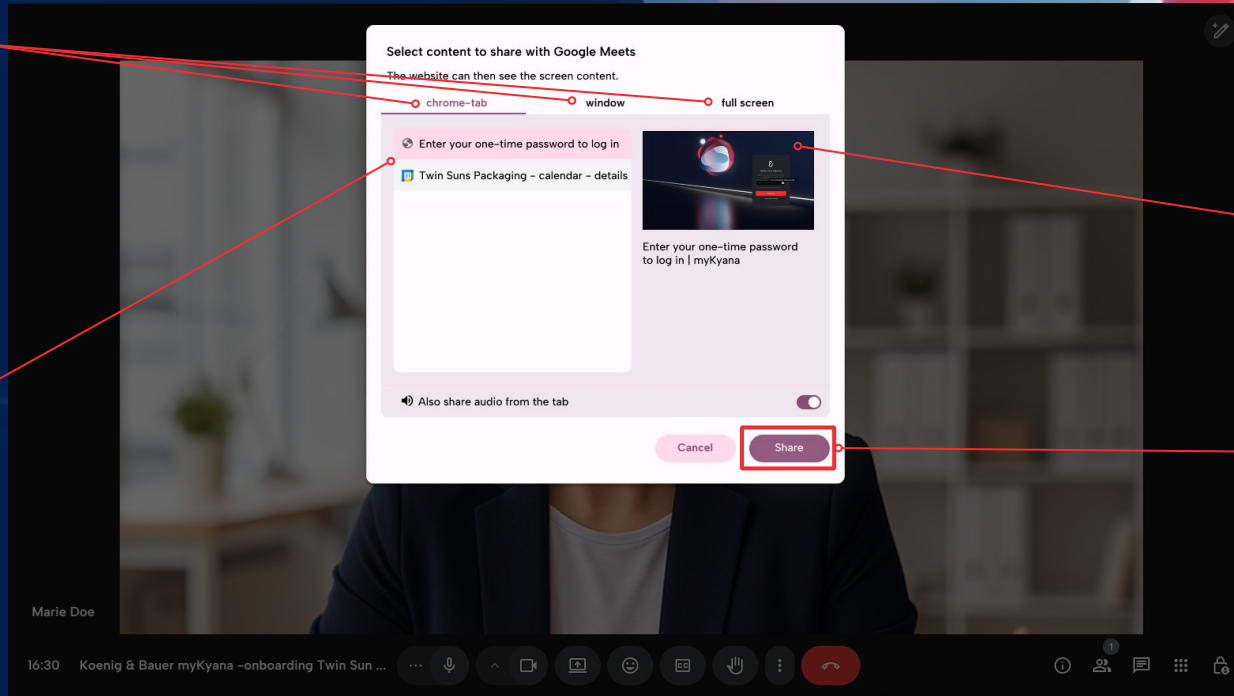 Select content to share with Google Meets
The website can then see the screen content.
chrome-tab
window
full screen
Enter your one-time password to log in
Twin Suns Packaging - calendar - details
Enter your one-time password
to log in | myKyana
Also share audio from the tab
Cancel
Share
Marie Doe
16:30 Koenig & Bauer myKyana -onboarding Twin Sun ...
CC
1